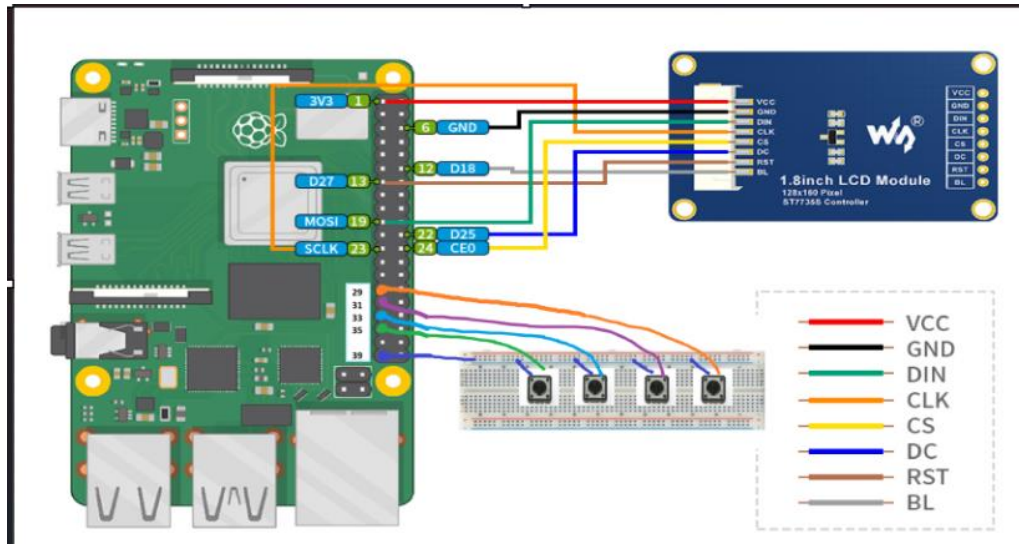 3V3 1
6 GND
12 D18
D27 13
MOSI 19
22 D25
SCLK 23
24 CE0
29
31
33
35
39
VCC
GND
DIN
CLK
CS
DC
RST
BL
1.8inch LCD Module
128x160 Pixel
ST7735S Controller
®
VCC
GND
DIN
CLK
CS
DC
RST
BL
VCC
GND
DIN
CLK
CS
DC
RST
BL